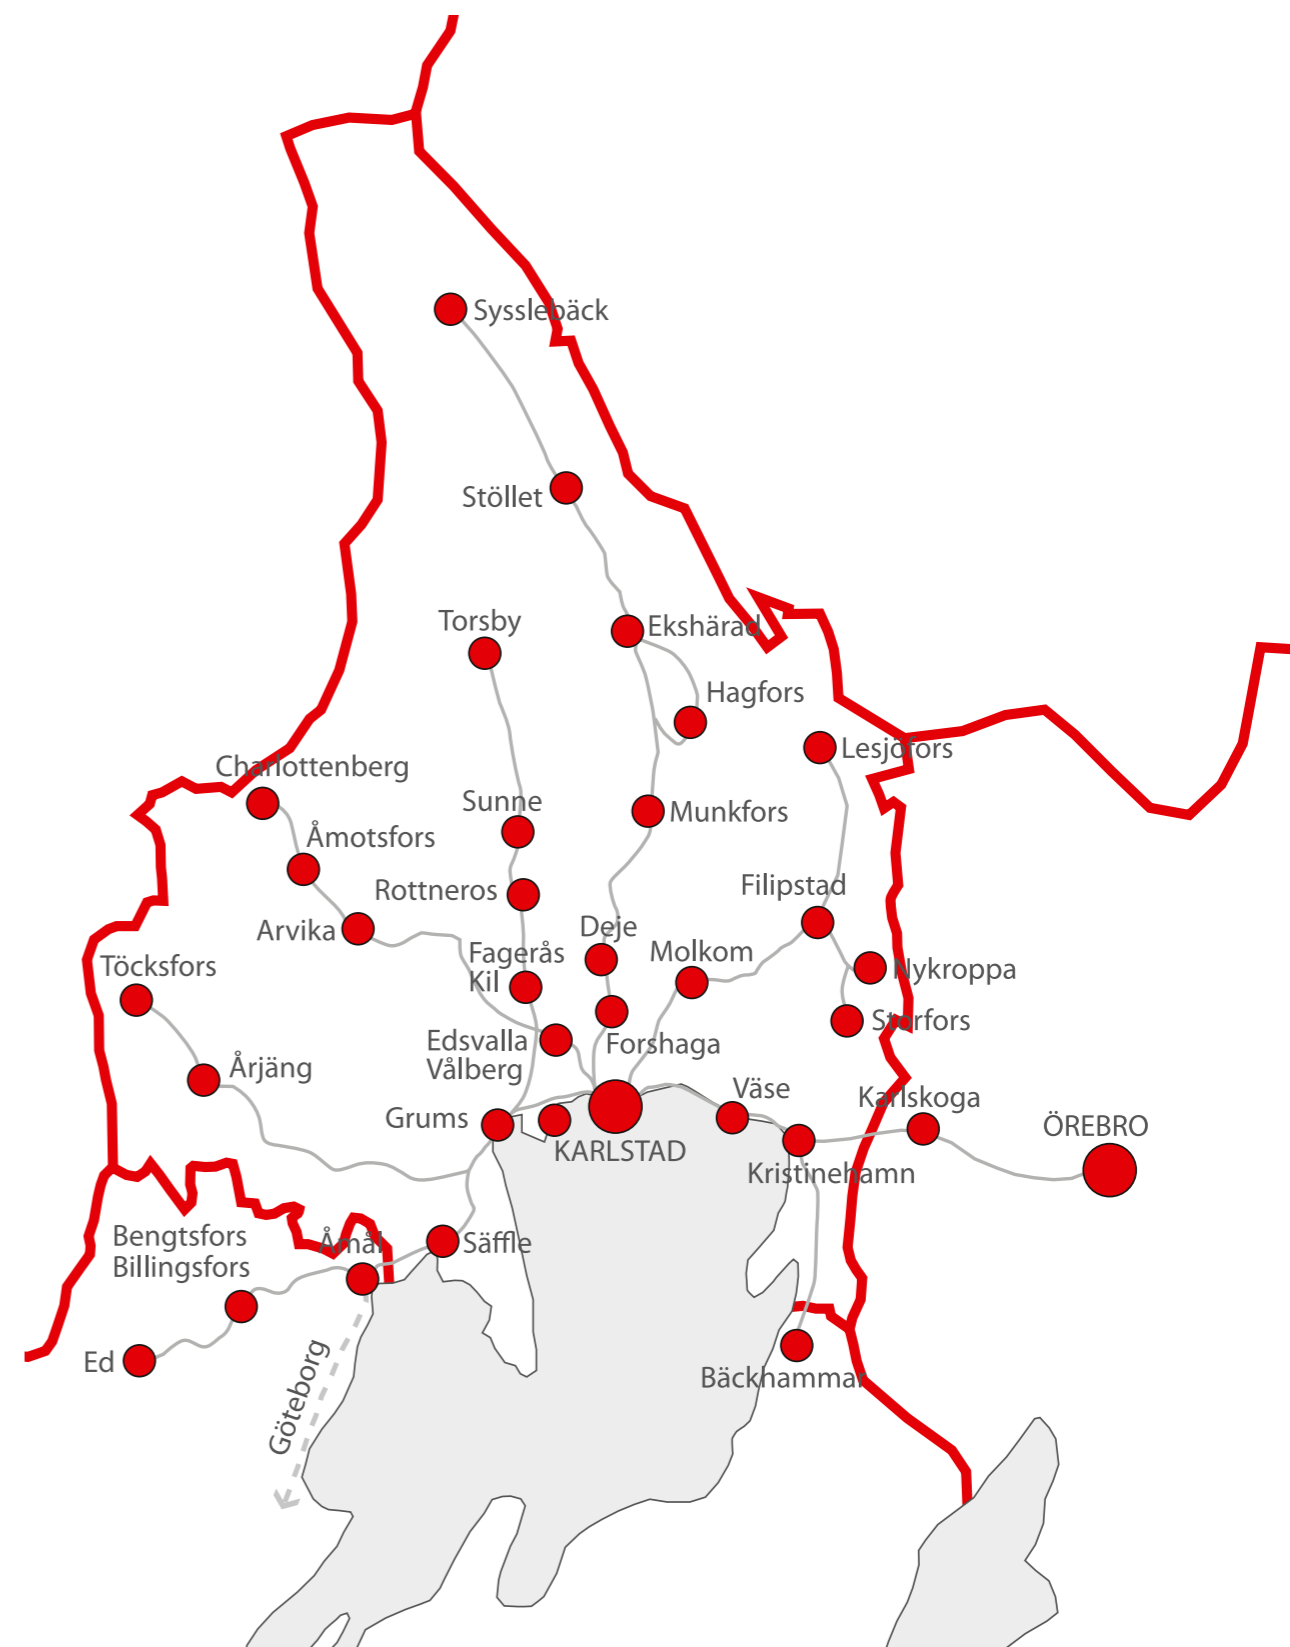 Sysslebäck
Stöllet
Torsby
Ekshärad
Hagfors
Lesjöfors
Charlottenberg
Sunne
Munkfors
Åmotsfors
Rottneros
Filipstad
Arvika
Deje
Fagerås
Kil
Molkom
Töcksfors
Nykroppa
Storfors
Edsvalla
Vålberg
Forshaga
Årjäng
Väse
Karlskoga
Grums
ÖREBRO
KARLSTAD
Kristinehamn
Bengtsfors
Billingsfors
Åmål
Säffle
Ed
Göteborg
Bäckhammar